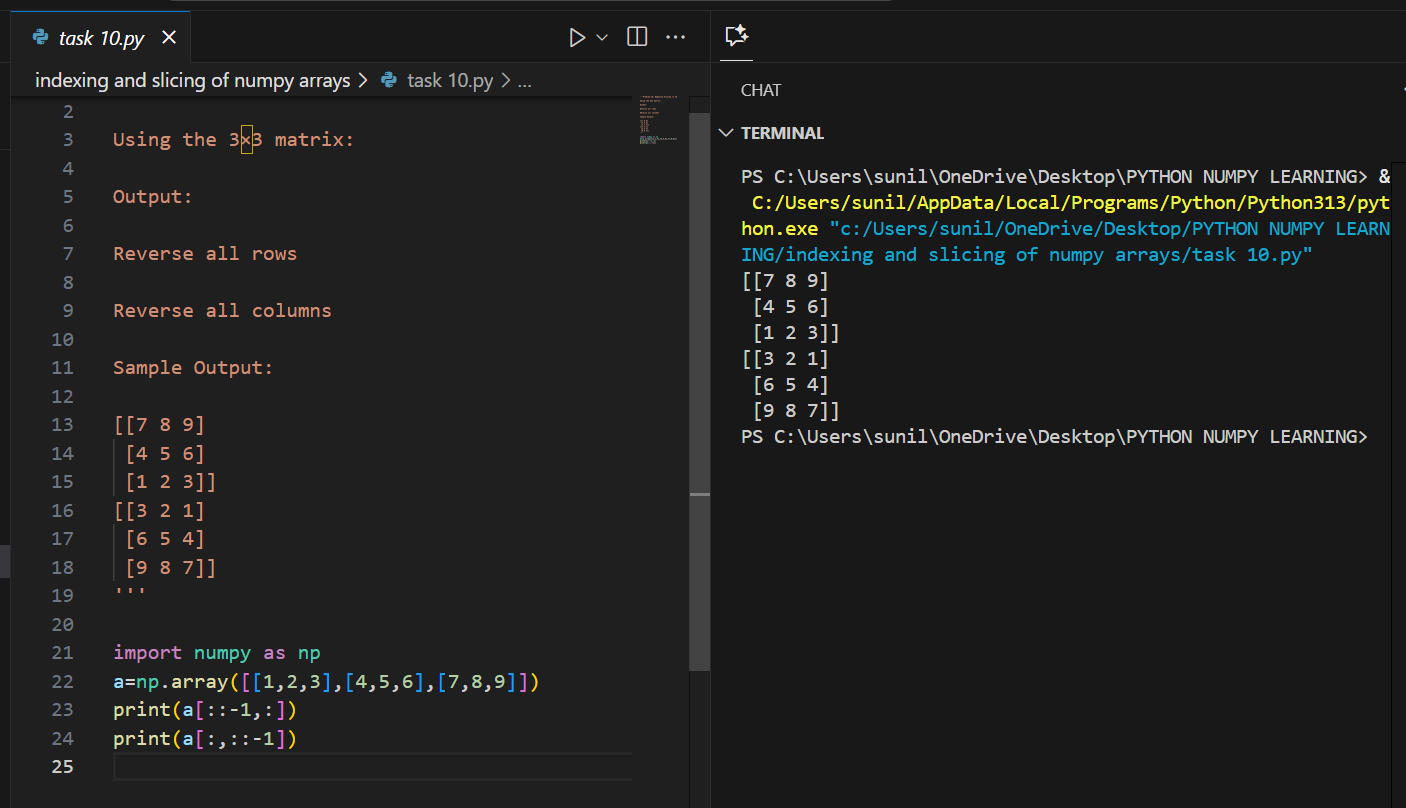 task 10.py
indexing and slicing of numpy arrays > task 10.py > ...
2
3 Using the 3×3 matrix:
4
5 Output:
6
7 Reverse all rows
8
9 Reverse all columns
10
11 Sample Output:
12
13 [[7 8 9]
14  [4 5 6]
15  [1 2 3]]
16 [[3 2 1]
17  [6 5 4]
18  [9 8 7]]
19 '''
20
21 import numpy as np
22 a=np.array([[1,2,3],[4,5,6],[7,8,9]])
23 print(a[::-1,:])
24 print(a[:,::-1])
25
CHAT
TERMINAL
PS C:\Users\sunil\OneDrive\Desktop\PYTHON NUMPY LEARNING> &
 C:/Users/sunil/AppData/Local/Programs/Python/Python313/pyt
hon.exe "c:/Users/sunil/OneDrive/Desktop/PYTHON NUMPY LEARN
ING/indexing and slicing of numpy arrays/task 10.py"
[[7 8 9]
 [4 5 6]
 [1 2 3]]
[[3 2 1]
 [6 5 4]
 [9 8 7]]
PS C:\Users\sunil\OneDrive\Desktop\PYTHON NUMPY LEARNING>